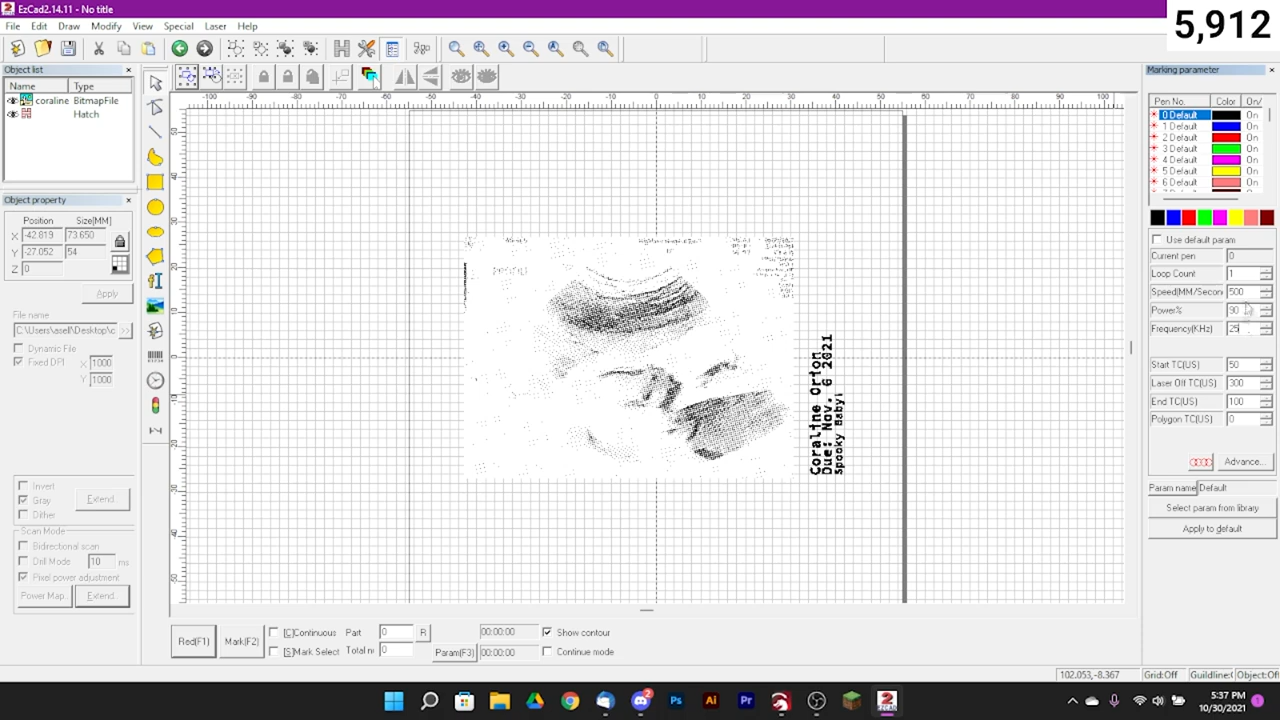 EzCad2.14.11 - No title
5,912
File Edit Draw Modify View Special Laser Help
Object list
Name Type
coraline BitmapFile
Hatch
Object property
Position Size[MM]
X -42.819 73.650
Y -27.052 54
Z 0
Apply
File name
C:\Users\asell\Desktop\c >>
Dynamic File
Fixed DPI X 1000
Y 1000
Invert
Gray
Dither
Extend...
Scan Mode
Bidirectional scan
Drill Mode 10 ms
Pixel power adjustment
Power Map... Extend...
Coraline Orion
Due: Nov. 6 2021
Spooky Baby!
Red(F1) Mark(F2) [C]Continuous Part 0 R 00:00:00 Show contour
[S]Mark Select Total n 0 Param(F3) 00:00:00 Continue mode
Marking parameter
Pen No. Color On/
0 Default On
1 Default On
2 Default On
3 Default On
4 Default On
5 Default On
6 Default On
Use default param
Current pen 0
Loop Count 1
Speed(MM/Secon 500
Power% 90
Frequency(KHz) 25
Start TC(US) 50
Laser Off TC(US) 300
End TC(US) 100
Polygon TC(US) 0
Advance...
Param name Default
Select param from library
Apply to default
102.053,-8.367 Grid:Off Guildline:( Object:Of
5:37 PM
10/30/2021